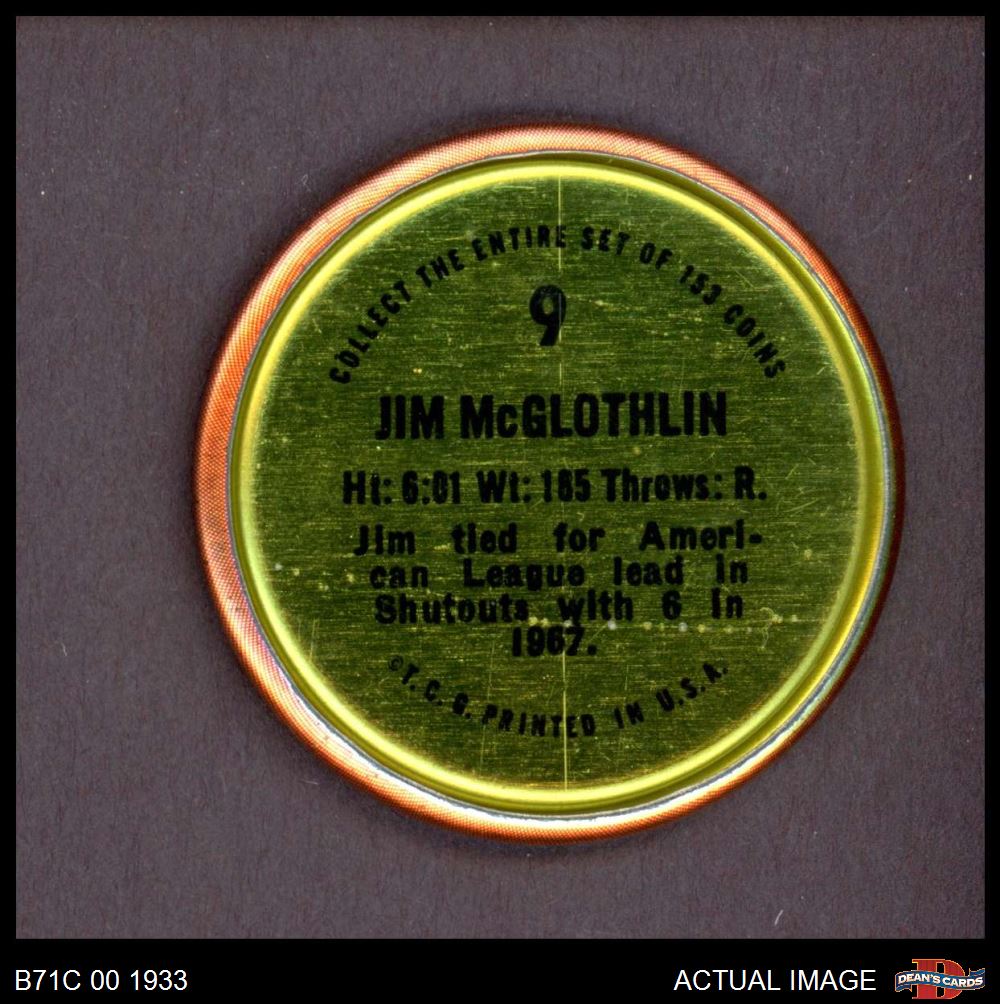 COLLECT THE ENTIRE SET OF 153 COINS
9
JIM McGLOTHLIN
Ht: 6:01 Wt: 185 Throws: R.
Jim tied for Ameri-
can League lead in
Shutouts with 6 in
1967.
©T.C.G. PRINTED IN U.S.A.
B71C 00 1933
ACTUAL IMAGE
DEAN'S CARDS